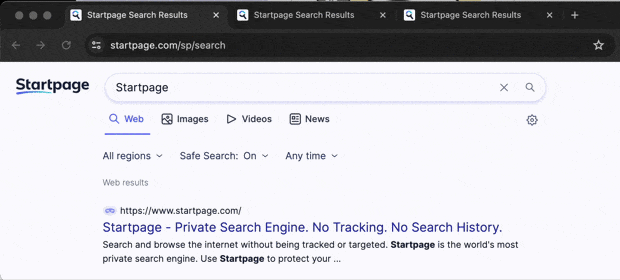 Startpage Search Results
Startpage Search Results
Startpage Search Results
startpage.com/sp/search
Startpage
Startpage
Web
Images
Videos
News
All regions
Safe Search: On
Any time
Web results
https://www.startpage.com/
Startpage - Private Search Engine. No Tracking. No Search History.
Search and browse the internet without being tracked or targeted. Startpage is the world's most
private search engine. Use Startpage to protect your ...